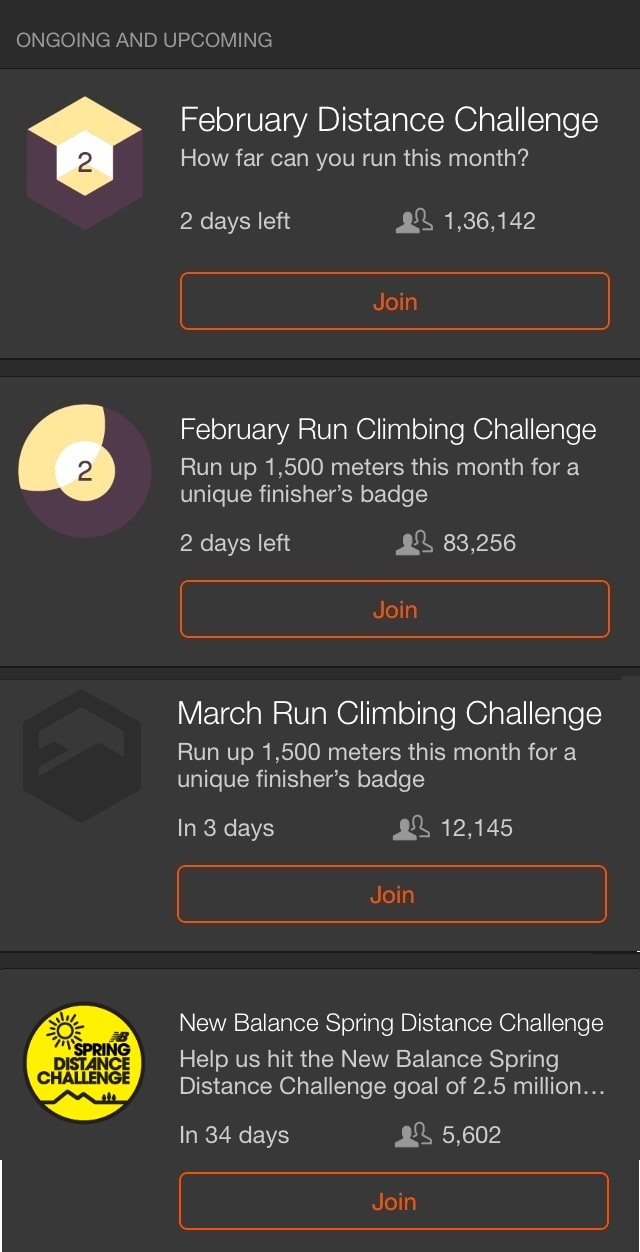 ONGOING AND UPCOMING
2
February Distance Challenge
How far can you run this month?
2 days left
1,36,142
Join
2
February Run Climbing Challenge
Run up 1,500 meters this month for a
unique finisher’s badge
2 days left
83,256
Join
March Run Climbing Challenge
Run up 1,500 meters this month for a
unique finisher’s badge
In 3 days
12,145
Join
NB
SPRING
DISTANCE
CHALLENGE
New Balance Spring Distance Challenge
Help us hit the New Balance Spring
Distance Challenge goal of 2.5 million…
In 34 days
5,602
Join